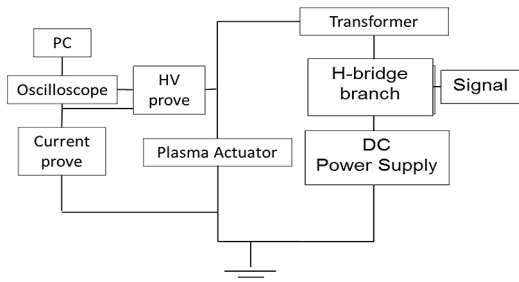 Transformer
PC
HV
prove
H-bridge
branch
Signal
Oscilloscope
Current
prove
Plasma Actuator
DC
Power Supply